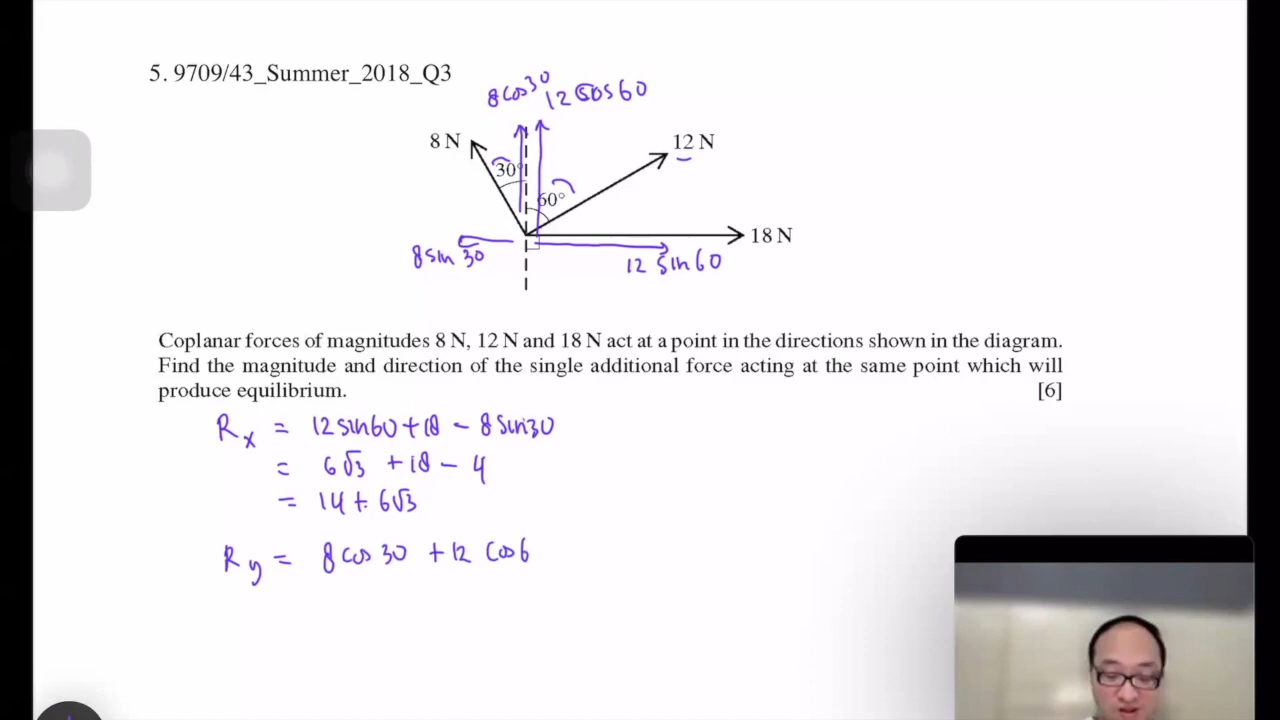 5. 9709/43_Summer_2018_Q3
8cos30 12cos60
8 N 12 N
30° 60°
18 N
8sin30 12 sin60
Coplanar forces of magnitudes 8 N, 12 N and 18 N act at a point in the directions shown in the diagram.
Find the magnitude and direction of the single additional force acting at the same point which will
produce equilibrium. [6]
Rx = 12sin60+18 - 8sin30
= 6√3 +18 - 4
= 14 + 6√3
Ry = 8cos30 +12 cos6